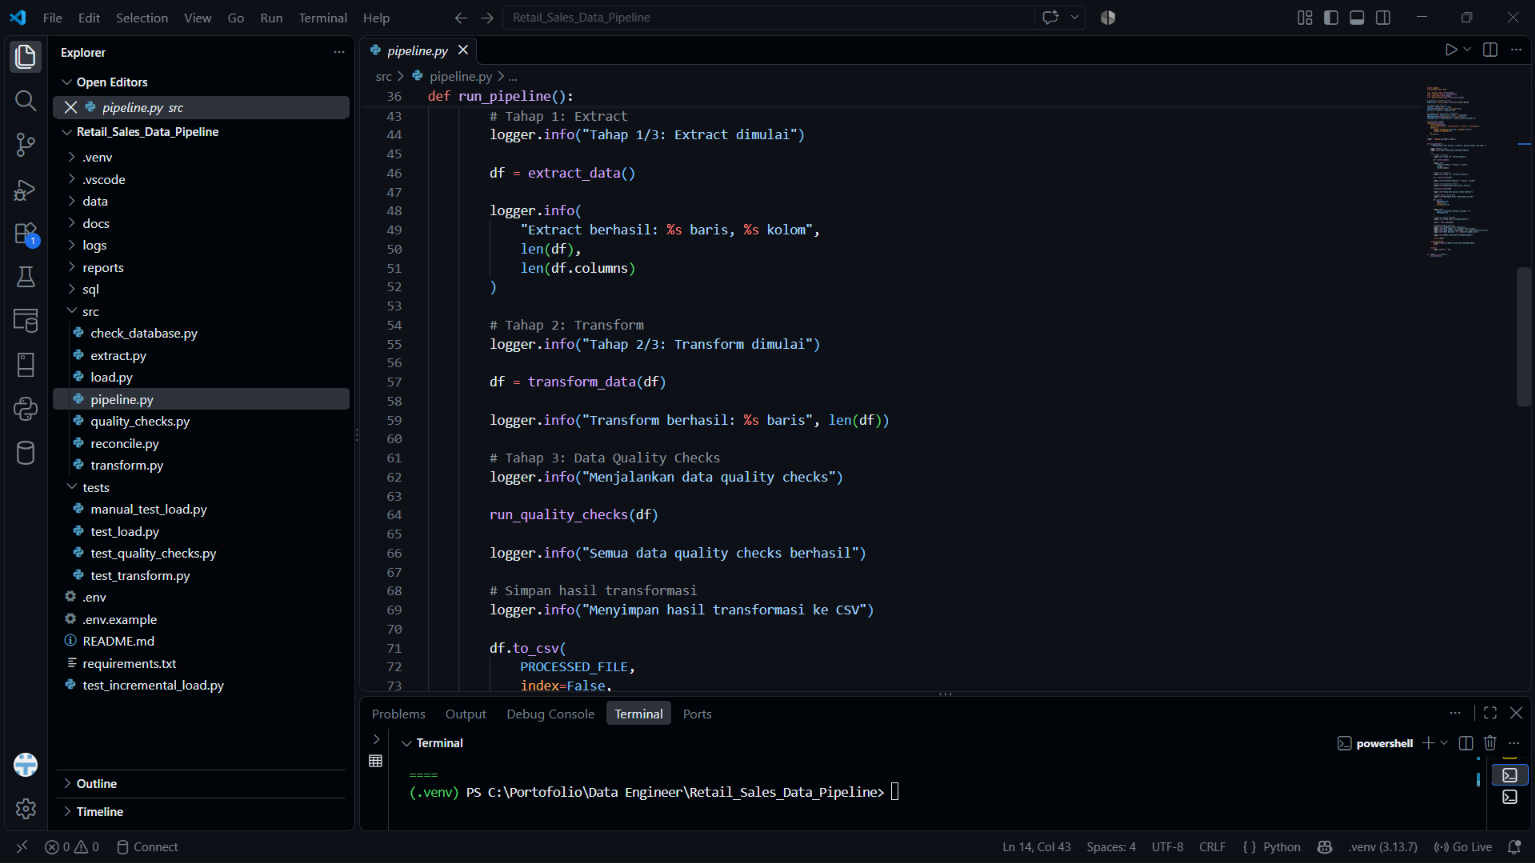 File Edit Selection View Go Run Terminal Help
Retail_Sales_Data_Pipeline
Explorer
Open Editors
pipeline.py src
Retail_Sales_Data_Pipeline
.venv
.vscode
data
docs
logs
reports
sql
src
check_database.py
extract.py
load.py
pipeline.py
quality_checks.py
reconcile.py
transform.py
tests
manual_test_load.py
test_load.py
test_quality_checks.py
test_transform.py
.env
.env.example
README.md
requirements.txt
test_incremental_load.py
Outline
Timeline
1
pipeline.py
src > pipeline.py > ...
36 def run_pipeline():
43 # Tahap 1: Extract
44 logger.info("Tahap 1/3: Extract dimulai")
45
46 df = extract_data()
47
48 logger.info(
49 "Extract berhasil: %s baris, %s kolom",
50 len(df),
51 len(df.columns)
52 )
53
54 # Tahap 2: Transform
55 logger.info("Tahap 2/3: Transform dimulai")
56
57 df = transform_data(df)
58
59 logger.info("Transform berhasil: %s baris", len(df))
60
61 # Tahap 3: Data Quality Checks
62 logger.info("Menjalankan data quality checks")
63
64 run_quality_checks(df)
65
66 logger.info("Semua data quality checks berhasil")
67
68 # Simpan hasil transformasi
69 logger.info("Menyimpan hasil transformasi ke CSV")
70
71 df.to_csv(
72 PROCESSED_FILE,
73 index=False,
Problems Output Debug Console Terminal Ports
Terminal
powershell
====
(.venv) PS C:\Portofolio\Data Engineer\Retail_Sales_Data_Pipeline>
0 0 Connect
Ln 14, Col 43 Spaces: 4 UTF-8 CRLF { } Python .venv (3.13.7) Go Live